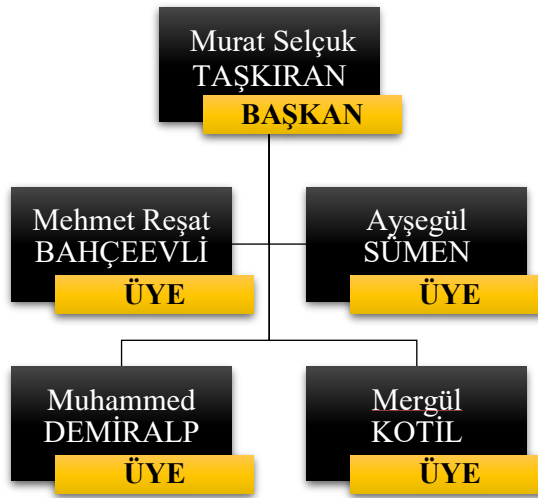 Murat Selçuk
TAŞKIRAN
BAŞKAN
Mehmet Reşat
BAHÇEEVLİ
ÜYE
Ayşegül
SÜMEN
ÜYE
Muhammed
DEMİRALP
ÜYE
Mergül
KOTİL
ÜYE